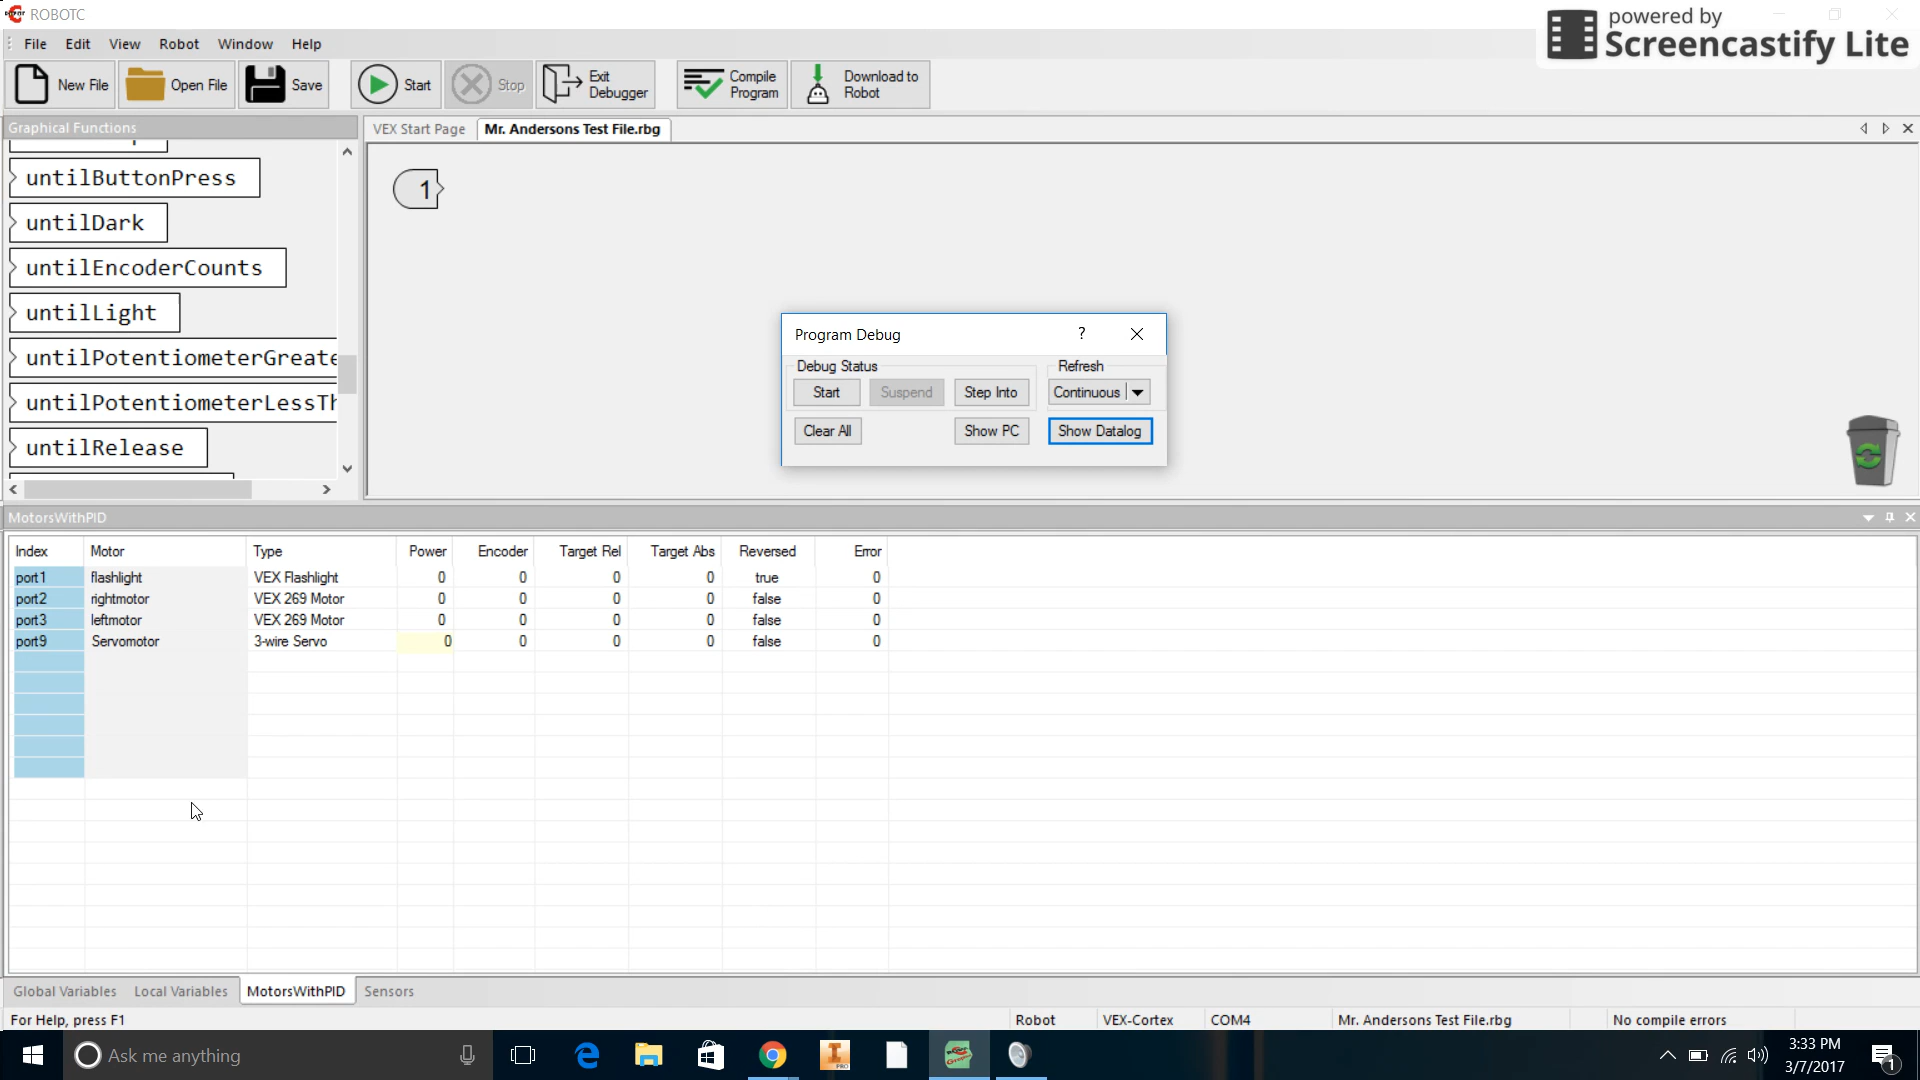 ROBOTC
powered by
Screencastify Lite
File Edit View Robot Window Help
New File Open File Save Start Stop Exit Debugger Compile Program Download to Robot
Graphical Functions
VEX Start Page Mr. Andersons Test File.rbg
untilButtonPress
untilDark
untilEncoderCounts
untilLight
untilPotentiometerGreate
untilPotentiometerLessTh
untilRelease
1
Program Debug ?
Debug Status Refresh
Start Suspend Step Into Continuous
Clear All Show PC Show Datalog
MotorsWithPID
Index Motor Type Power Encoder Target Rel Target Abs Reversed Error
port1 flashlight VEX Flashlight 0 0 0 0 true 0
port2 rightmotor VEX 269 Motor 0 0 0 0 false 0
port3 leftmotor VEX 269 Motor 0 0 0 0 false 0
port9 Servomotor 3-wire Servo 0 0 0 0 false 0
Global Variables Local Variables MotorsWithPID Sensors
For Help, press F1 Robot VEX-Cortex COM4 Mr. Andersons Test File.rbg No compile errors
Ask me anything
3:33 PM
3/7/2017
1